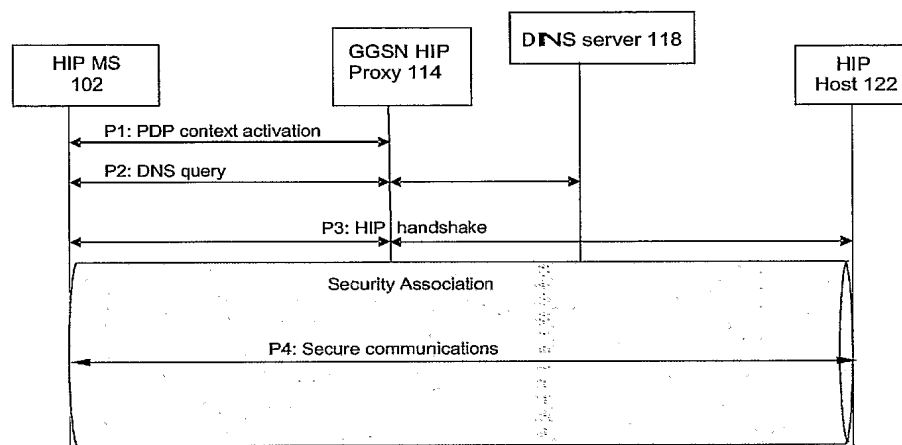 HIP MS
102
GGSN HIP
Proxy 114
DNS server 118
HIP
Host 122
P1: PDP context activation
P2: DNS query
P3: HIP handshake
Security Association
P4: Secure communications